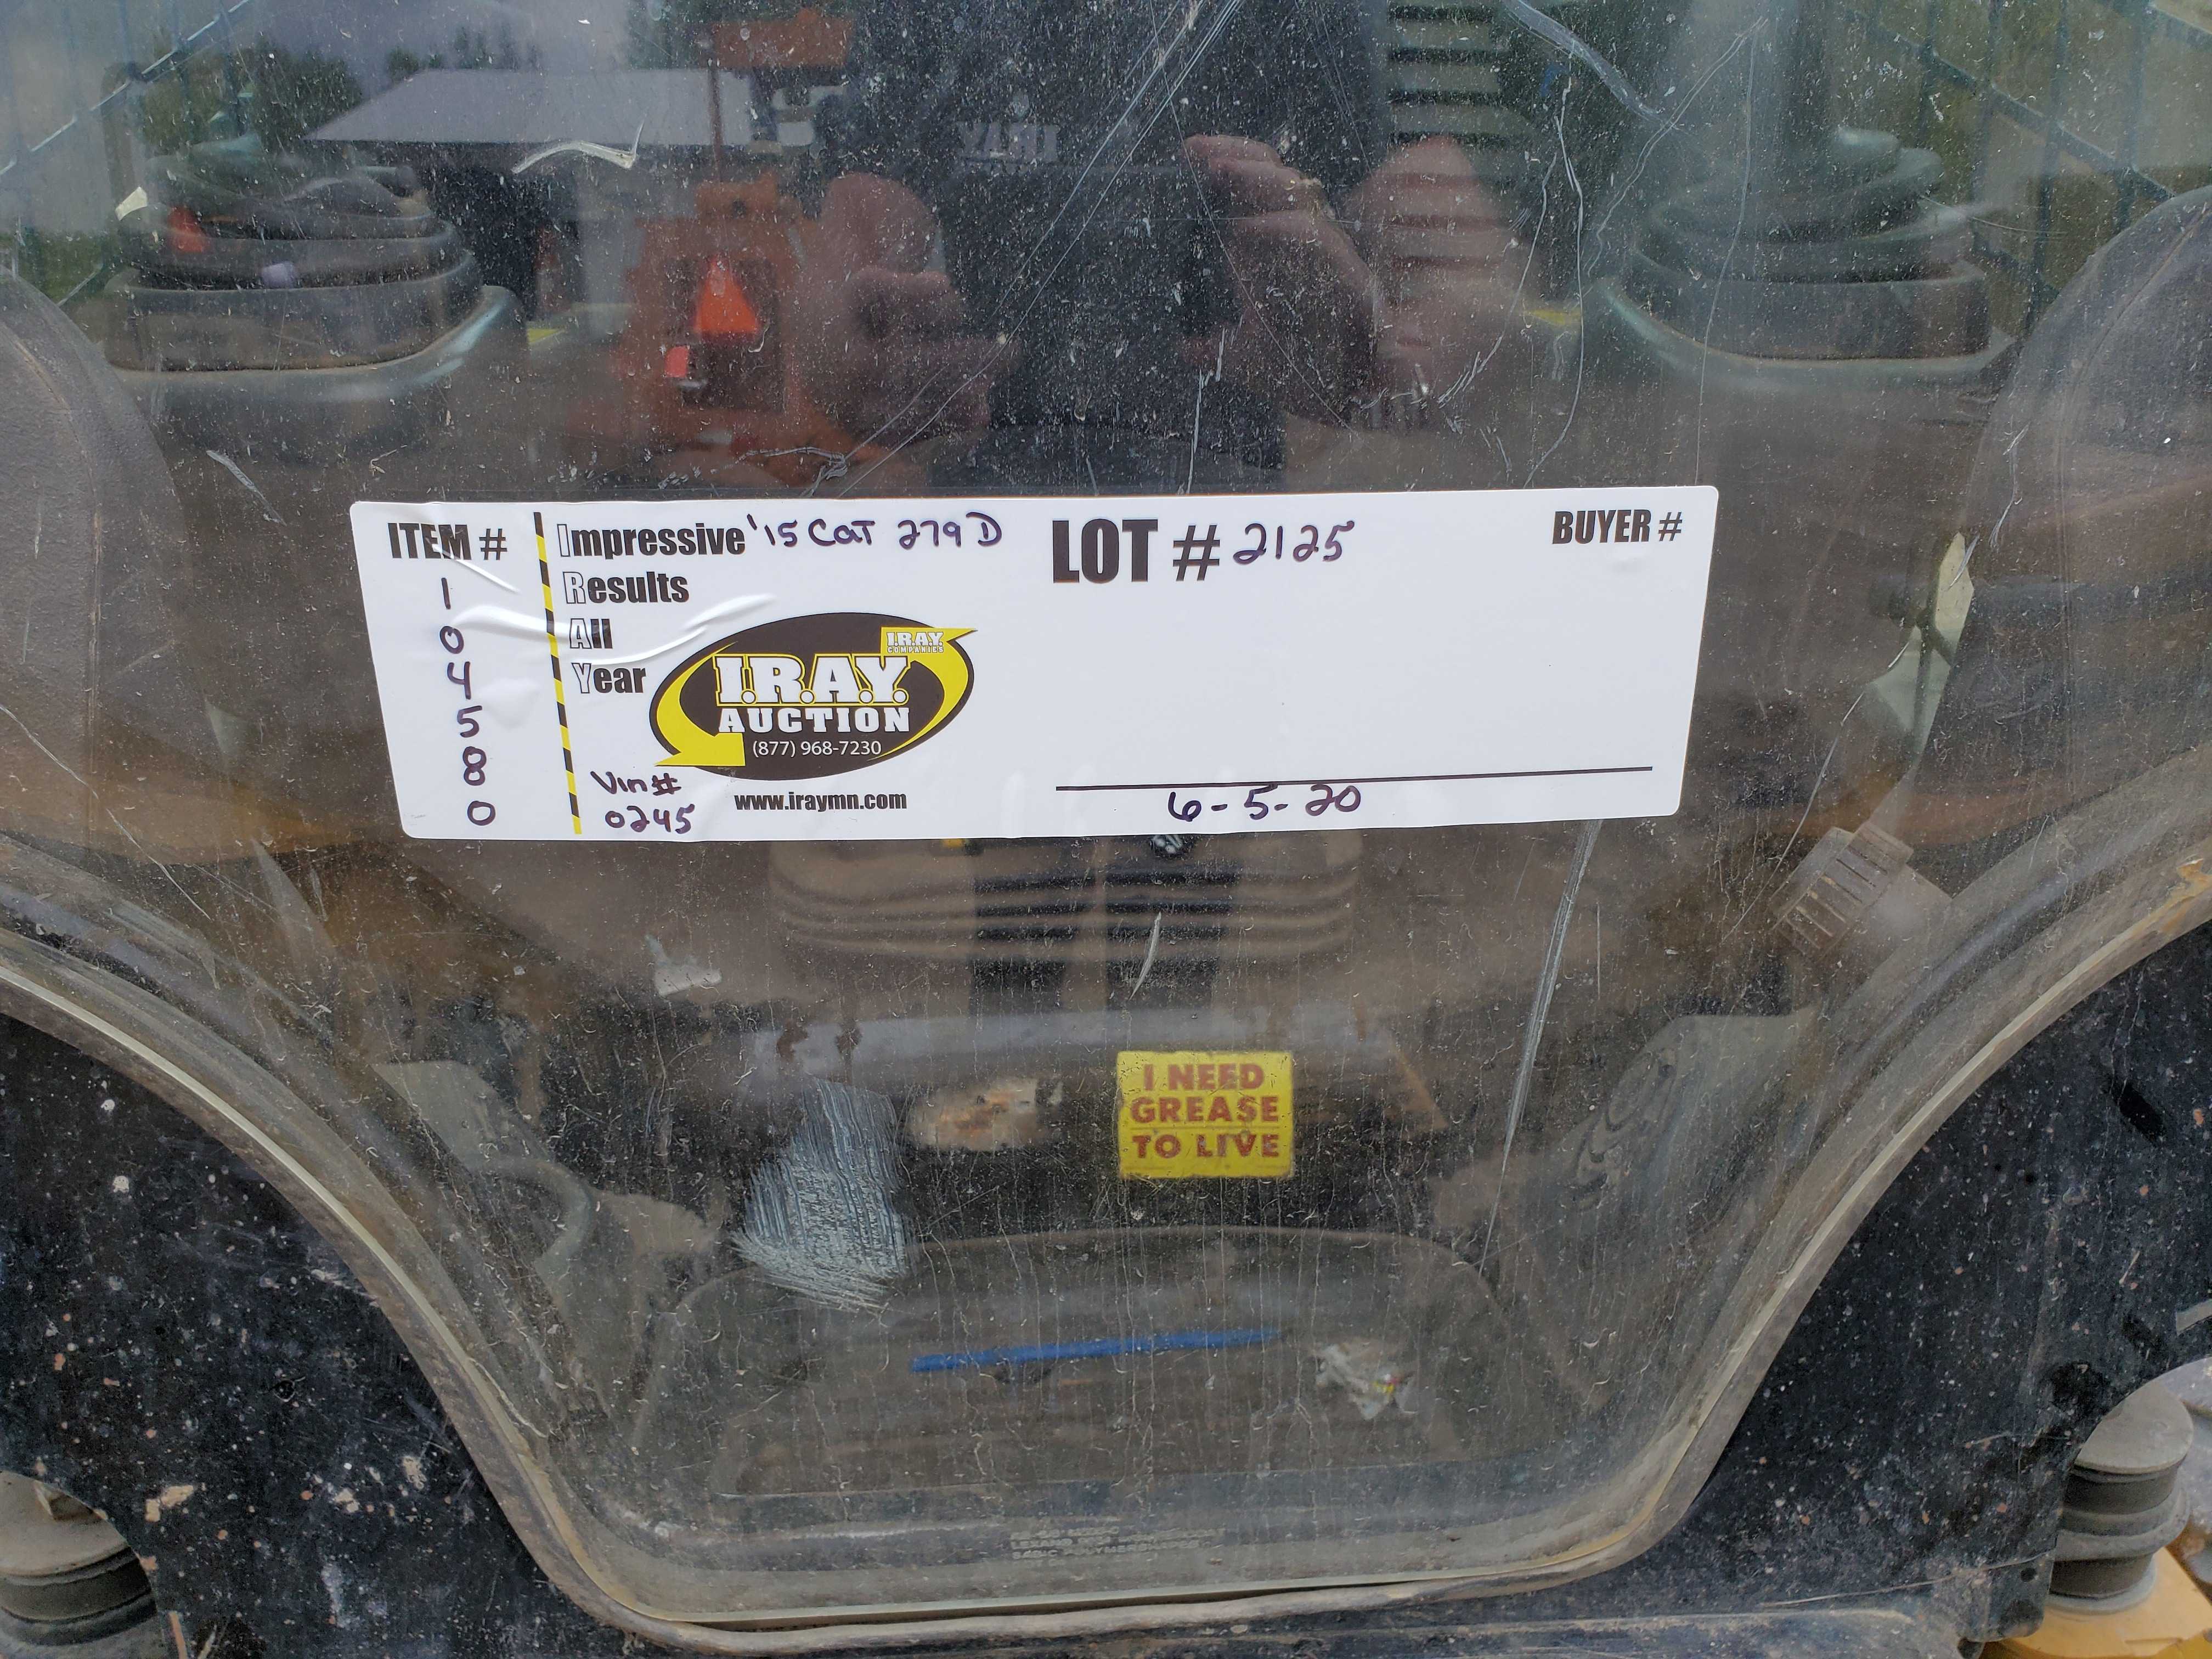 ITEM #
1
0
4
5
8
0
Impressive '15 CAT 279D
Results
All
Year
I.R.A.Y.
COMPANIES
I.R.A.Y.
AUCTION
(877) 968-7230
Vin#
0245
www.iraymn.com
LOT # 2125
BUYER #
6-5-20
I NEED
GREASE
TO LIVE